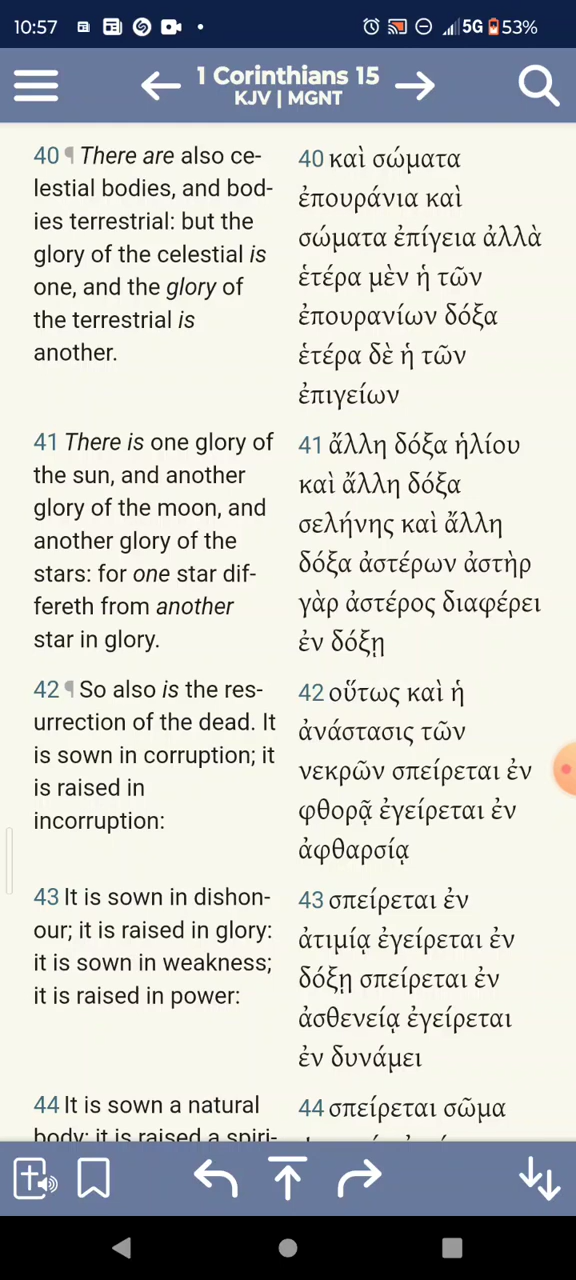 10:57
5G 53%
1 Corinthians 15
KJV | MGNT
40 ¶ There are also ce-
lestial bodies, and bod-
ies terrestrial: but the
glory of the celestial is
one, and the glory of
the terrestrial is
another.
41 There is one glory of
the sun, and another
glory of the moon, and
another glory of the
stars: for one star dif-
fereth from another
star in glory.
42 ¶ So also is the res-
urrection of the dead. It
is sown in corruption; it
is raised in
incorruption:
43 It is sown in dishon-
our; it is raised in glory:
it is sown in weakness;
it is raised in power:
44 It is sown a natural
body; it is raised a spiri-
40 καὶ σώματα
ἐπουράνια καὶ
σώματα ἐπίγεια ἀλλὰ
ἑτέρα μὲν ἡ τῶν
ἐπουρανίων δόξα
ἑτέρα δὲ ἡ τῶν
ἐπιγείων
41 ἄλλη δόξα ἡλίου
καὶ ἄλλη δόξα
σελήνης καὶ ἄλλη
δόξα ἀστέρων ἀστὴρ
γὰρ ἀστέρος διαφέρει
ἐν δόξῃ
42 οὕτως καὶ ἡ
ἀνάστασις τῶν
νεκρῶν σπείρεται ἐν
φθορᾷ ἐγείρεται ἐν
ἀφθαρσίᾳ
43 σπείρεται ἐν
ἀτιμίᾳ ἐγείρεται ἐν
δόξῃ σπείρεται ἐν
ἀσθενείᾳ ἐγείρεται
ἐν δυνάμει
44 σπείρεται σῶμα